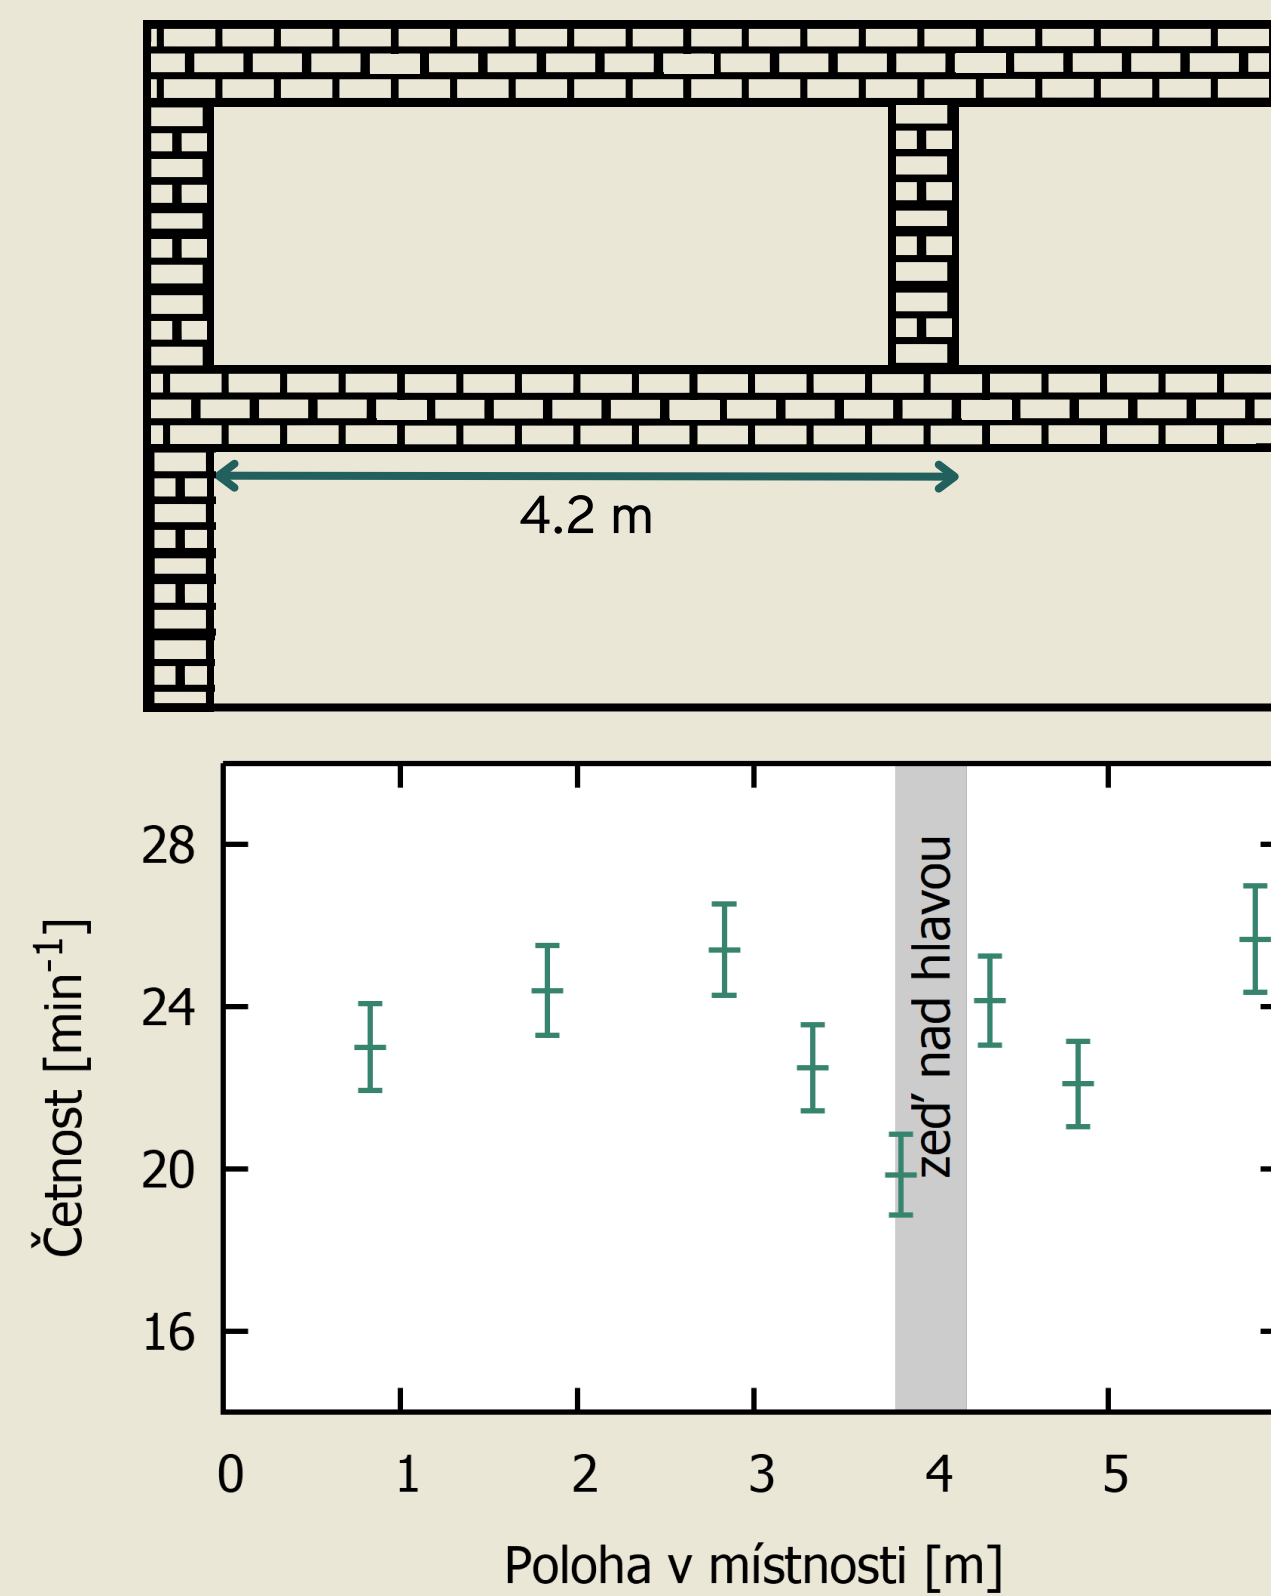 4.2 m
28
24
20
16
Četnost [min⁻¹]
zeď nad hlavou
0 1 2 3 4 5
Poloha v místnosti [m]